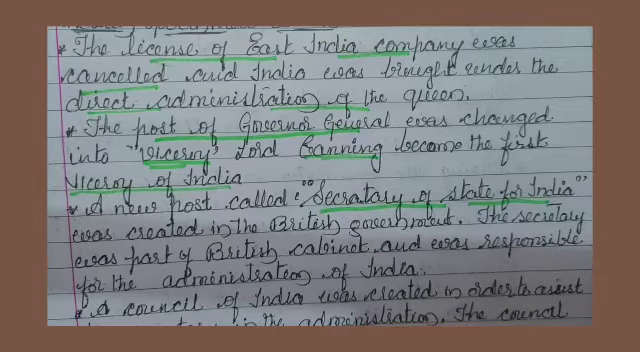 * The license of East India company was
cancelled and India was brought under the
direct administration of the queen.
* The post of Governor General was changed
into "Viceroy" Lord Canning become the first
Viceroy of India
* A new post called "Secratary of state for India"
was created in the British government. The secretary
was part of British cabinet and was responsible
for the administration of India.
* A council of India was created in order to assist
in the administration. The council